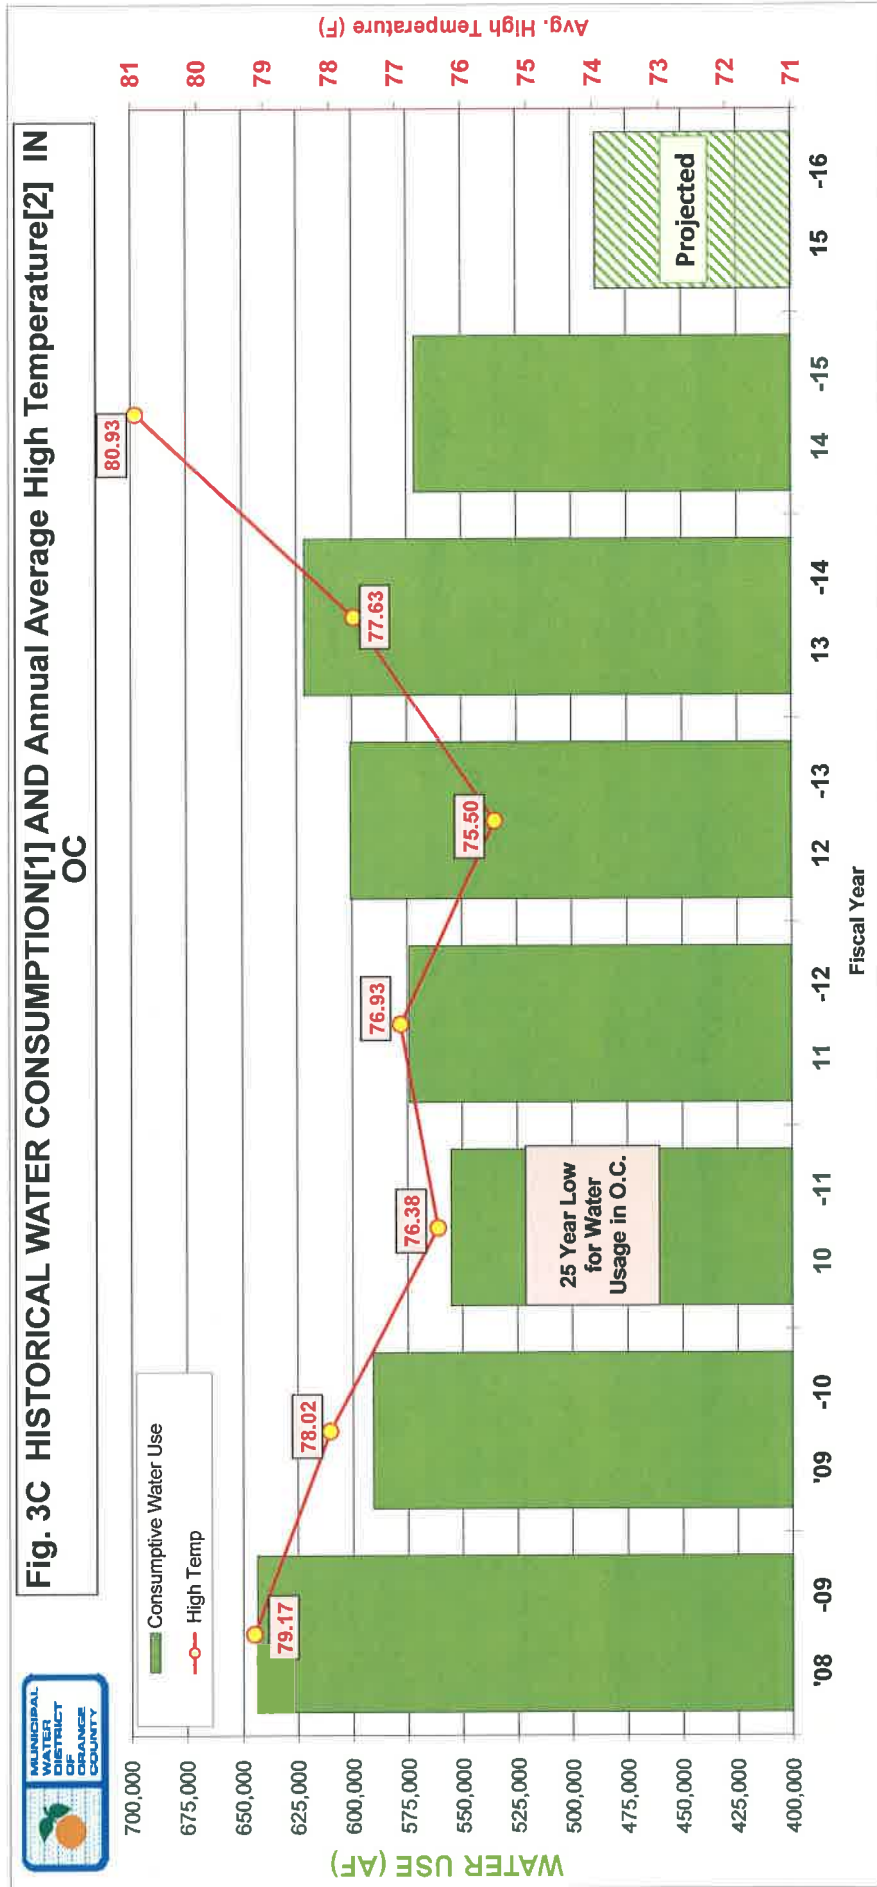 MUNICIPAL
WATER
DISTRICT
OF
ORANGE
COUNTY
Fig. 3C HISTORICAL WATER CONSUMPTION[1] AND Annual Average High Temperature[2] IN
OC
Consumptive Water Use
High Temp
WATER USE (AF)
700,000
675,000
650,000
625,000
600,000
575,000
550,000
525,000
500,000
475,000
450,000
425,000
400,000
79.17
78.02
76.38
76.93
75.50
77.63
80.93
25 Year Low
for Water
Usage in O.C.
Projected
Avg. High Temperature (F)
81
80
79
78
77
76
75
74
73
72
71
'08 -09
'09 -10
10 -11
11 -12
12 -13
13 -14
14 -15
15 -16
Fiscal Year